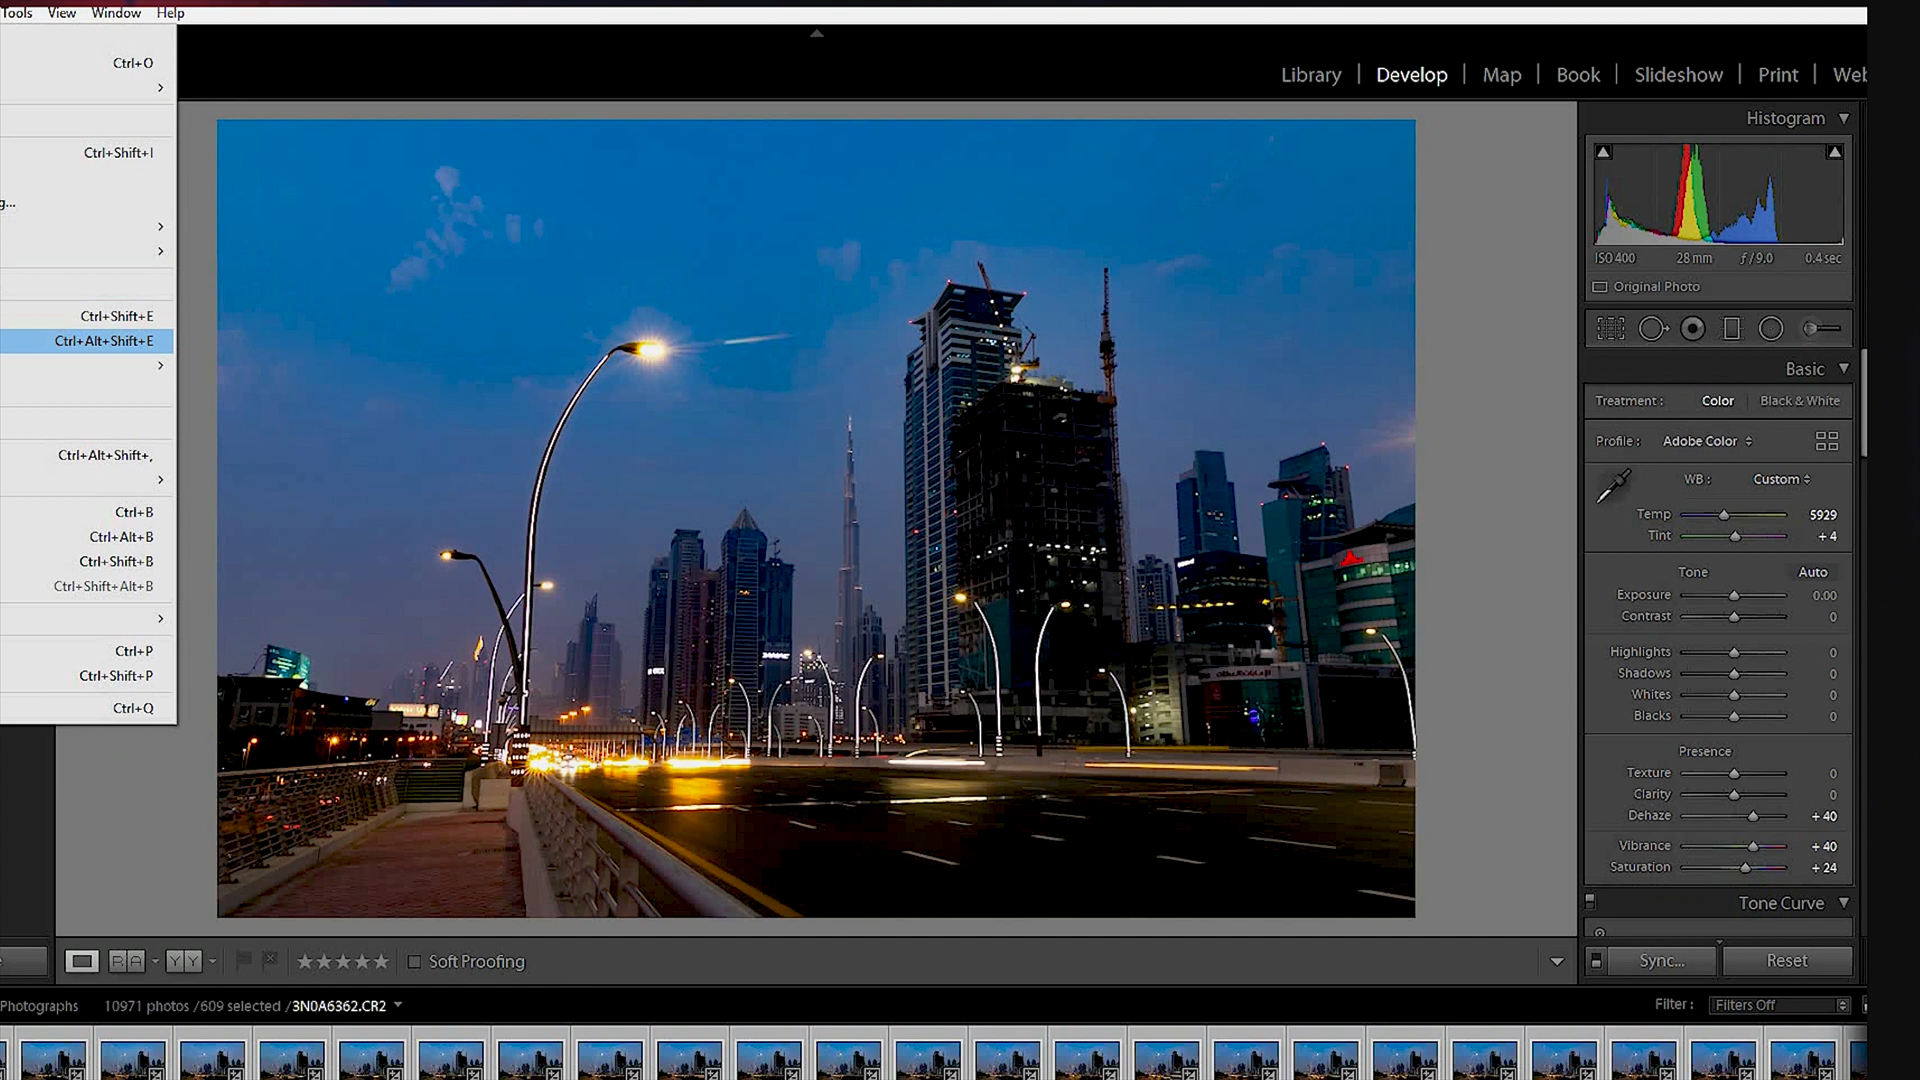 Tools View Window Help
Ctrl+O
Ctrl+Shift+I
g...
Ctrl+Shift+E
Ctrl+Alt+Shift+E
Ctrl+Alt+Shift+,
Ctrl+B
Ctrl+Alt+B
Ctrl+Shift+B
Ctrl+Shift+Alt+B
Ctrl+P
Ctrl+Shift+P
Ctrl+Q
Library | Develop | Map | Book | Slideshow | Print | Web
Histogram
ISO 400 28 mm ƒ/9.0 0.4 sec
Original Photo
Basic
Treatment : Color Black & White
Profile : Adobe Color
WB : Custom
Temp 5929
Tint + 4
Tone Auto
Exposure 0.00
Contrast 0
Highlights 0
Shadows 0
Whites 0
Blacks 0
Presence
Texture 0
Clarity 0
Dehaze + 40
Vibrance + 40
Saturation + 24
Tone Curve
R A Y Y Soft Proofing
Sync... Reset
Photographs 10971 photos / 609 selected / 3N0A6362.CR2
Filter : Filters Off